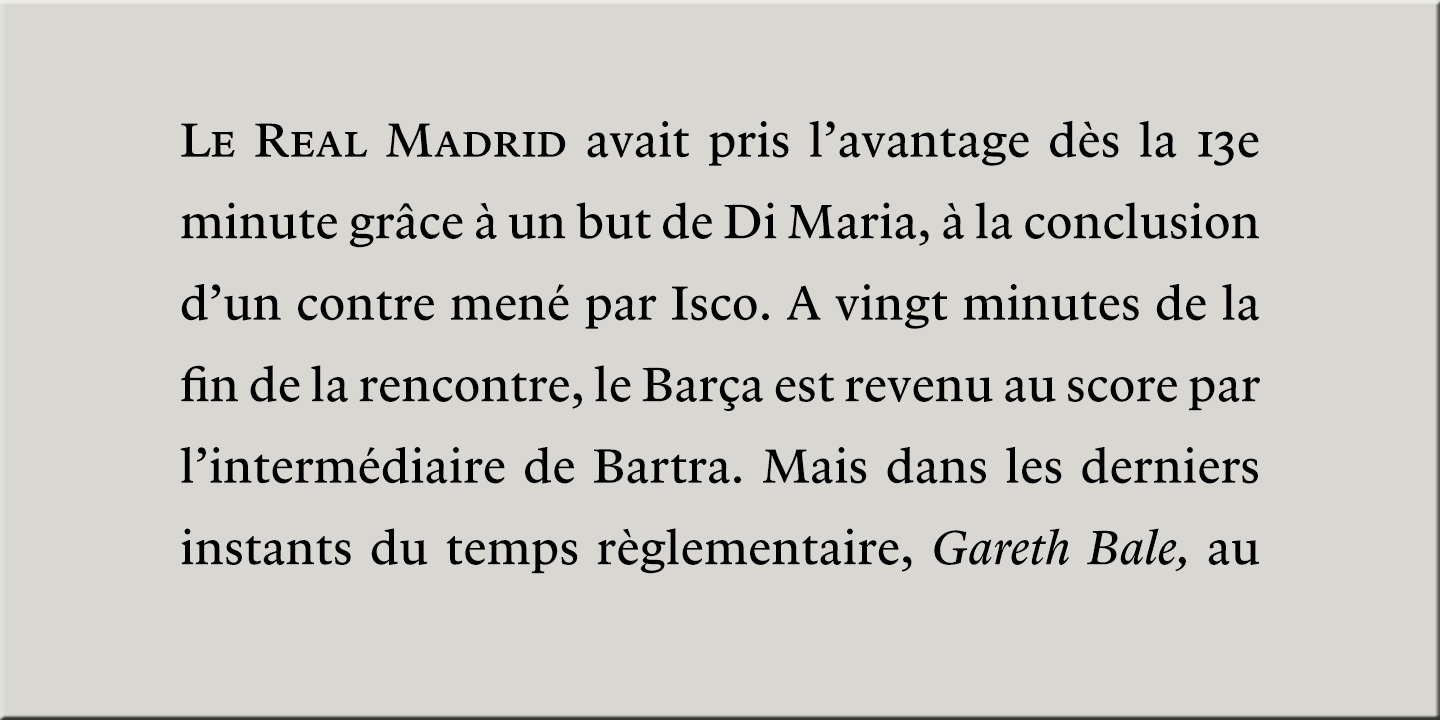 Le Real Madrid avait pris l’avantage dès la 13e
minute grâce à un but de Di Maria, à la conclusion
d’un contre mené par Isco. A vingt minutes de la
fin de la rencontre, le Barça est revenu au score par
l’intermédiaire de Bartra. Mais dans les derniers
instants du temps règlementaire, Gareth Bale, au